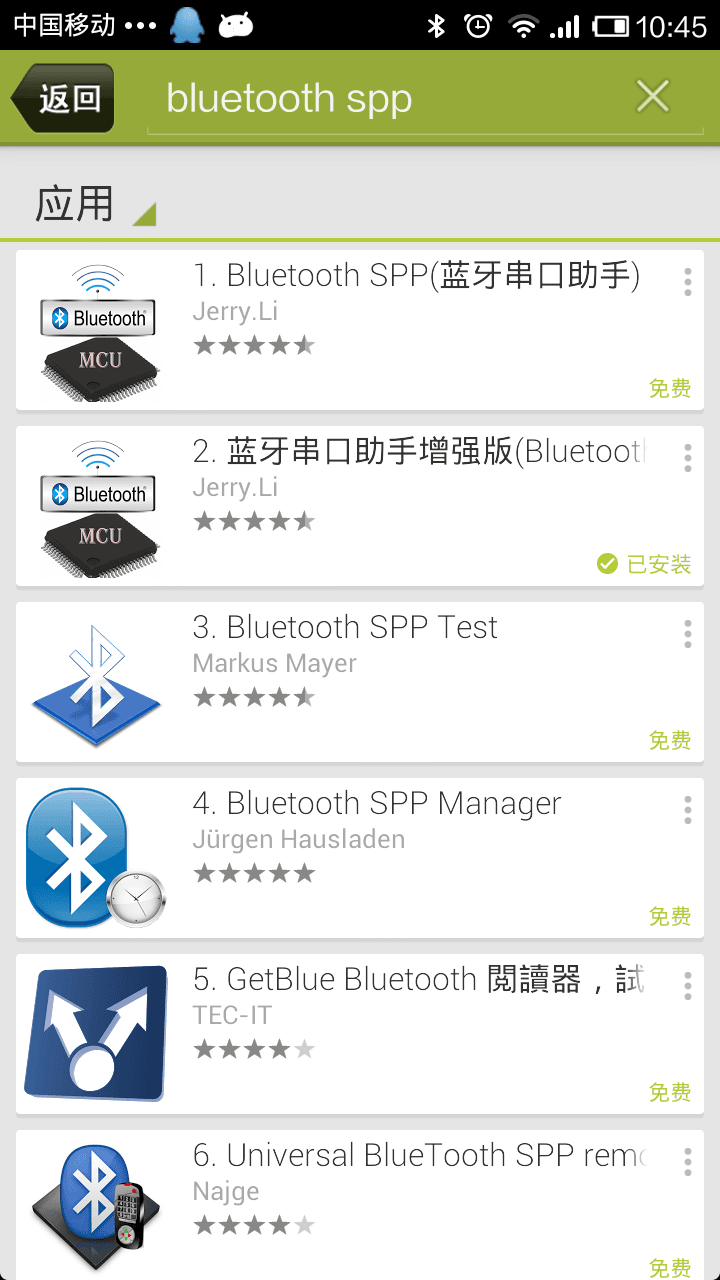 中国移动 ••• 10:45
返回 bluetooth spp
应用
1. Bluetooth SPP(蓝牙串口助手)
Jerry.Li
Bluetooth
MCU
免费
2. 蓝牙串口助手增强版(Bluetoot
Jerry.Li
Bluetooth
MCU
已安装
3. Bluetooth SPP Test
Markus Mayer
免费
4. Bluetooth SPP Manager
Jürgen Hausladen
免费
5. GetBlue Bluetooth 閲讀器，試
TEC-IT
免费
6. Universal BlueTooth SPP remo
Najge
免费